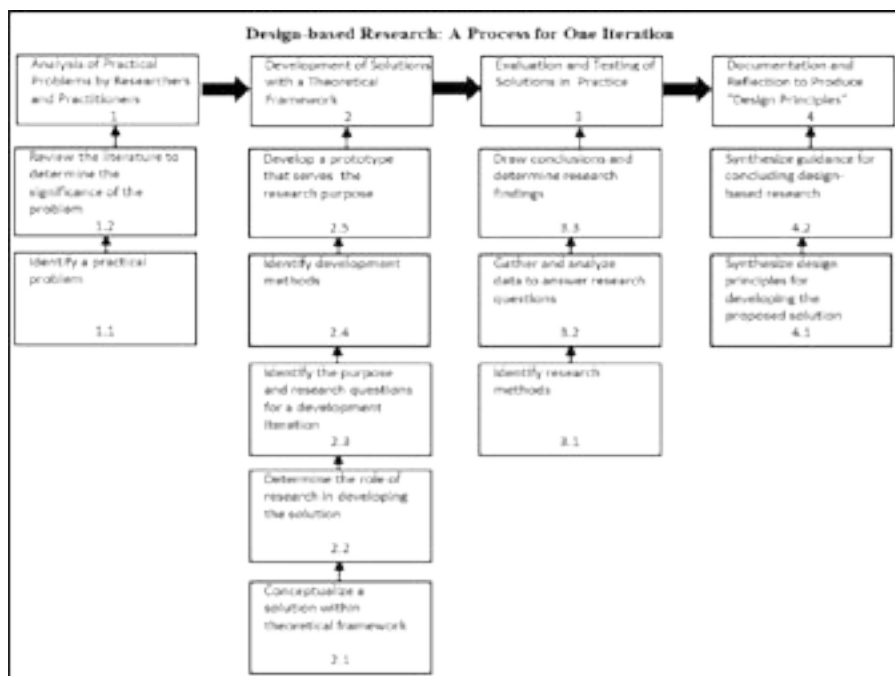 Design-based Research: A Process for One Iteration
Analysis of Practical
Problems by Researchers
and Practitioners
1
Development of Solutions
with a Theoretical
Framework
2
Evaluation and Testing of
Solutions in Practice
3
Documentation and
Reflection to Produce
"Design Principles"
4
Review the literature to
determine the
significance of the
problem
1.2
Identify a practical
problem
1.1
Develop a prototype
that serves the
research purpose
2.5
Identify development
methods
2.4
Identify the purpose
and research questions
for a development
iteration
2.3
Determine the role of
research in developing
the solution
2.2
Conceptualize a
solution within
theoretical framework
2.1
Draw conclusions and
determine research
findings
3.3
Gather and analyze
data to answer research
questions
3.2
Identify research
methods
3.1
Synthesize guidance for
concluding design-
based research
4.2
Synthesize design
principles for
developing the
proposed solution
4.1